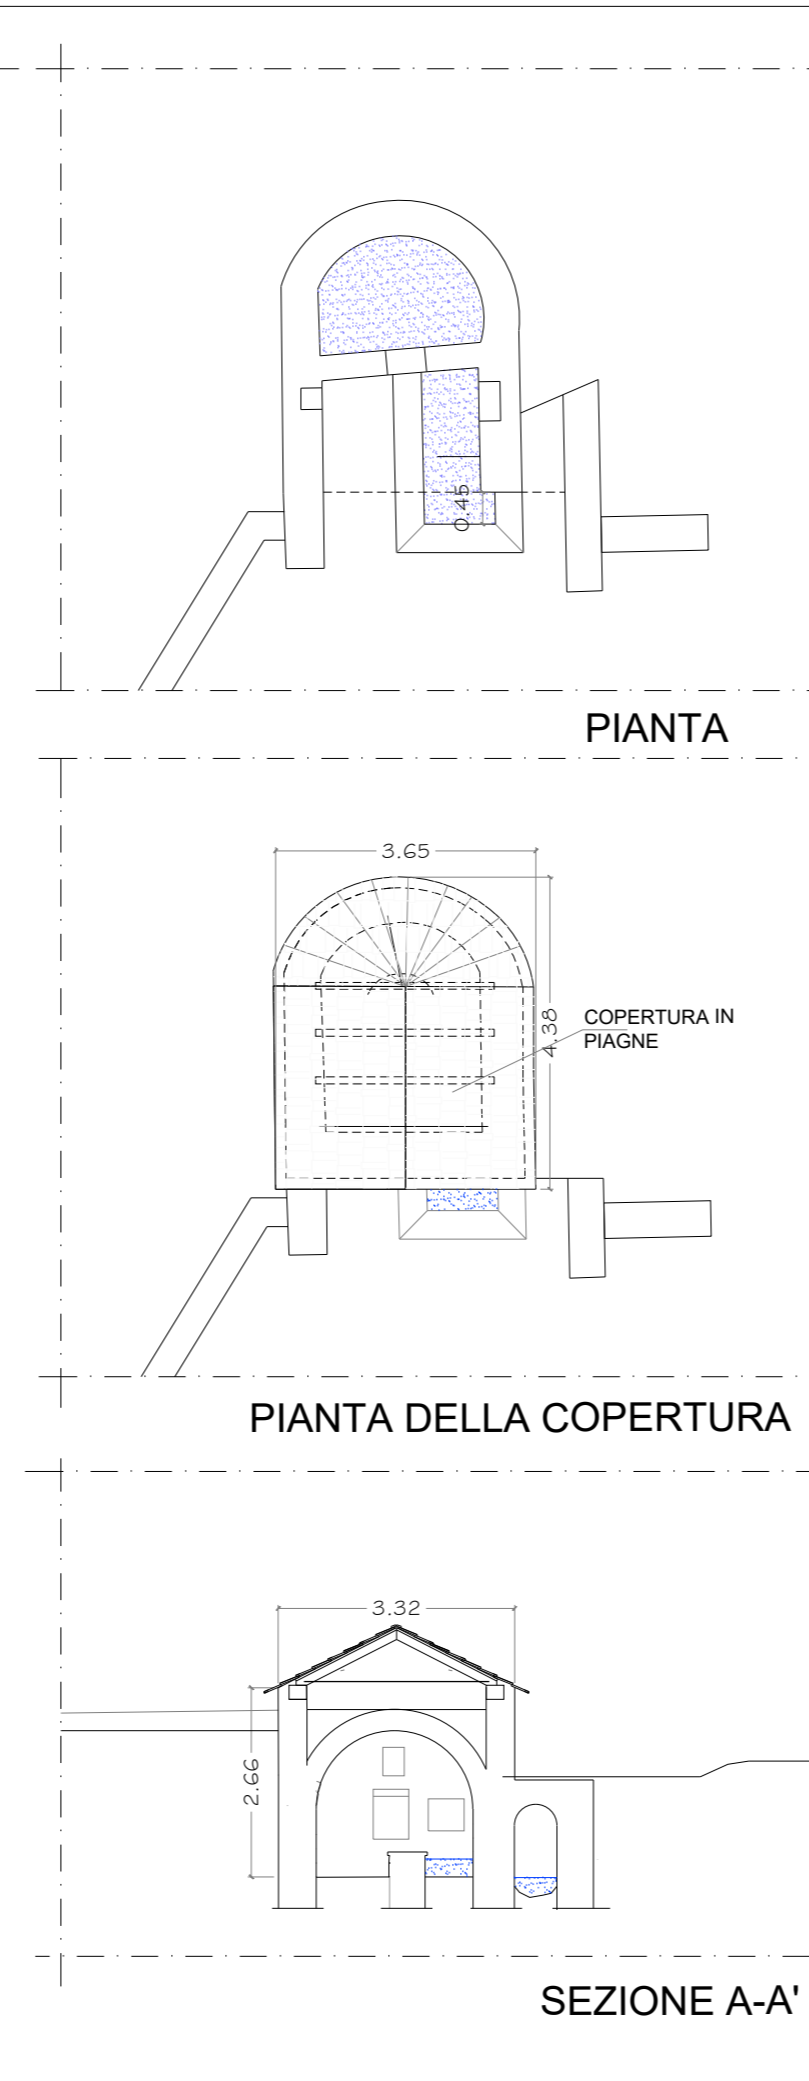 0.45
PIANTA
3.65
4.38
COPERTURA IN
PIAGNE
PIANTA DELLA COPERTURA
3.32
2.66
SEZIONE A-A'